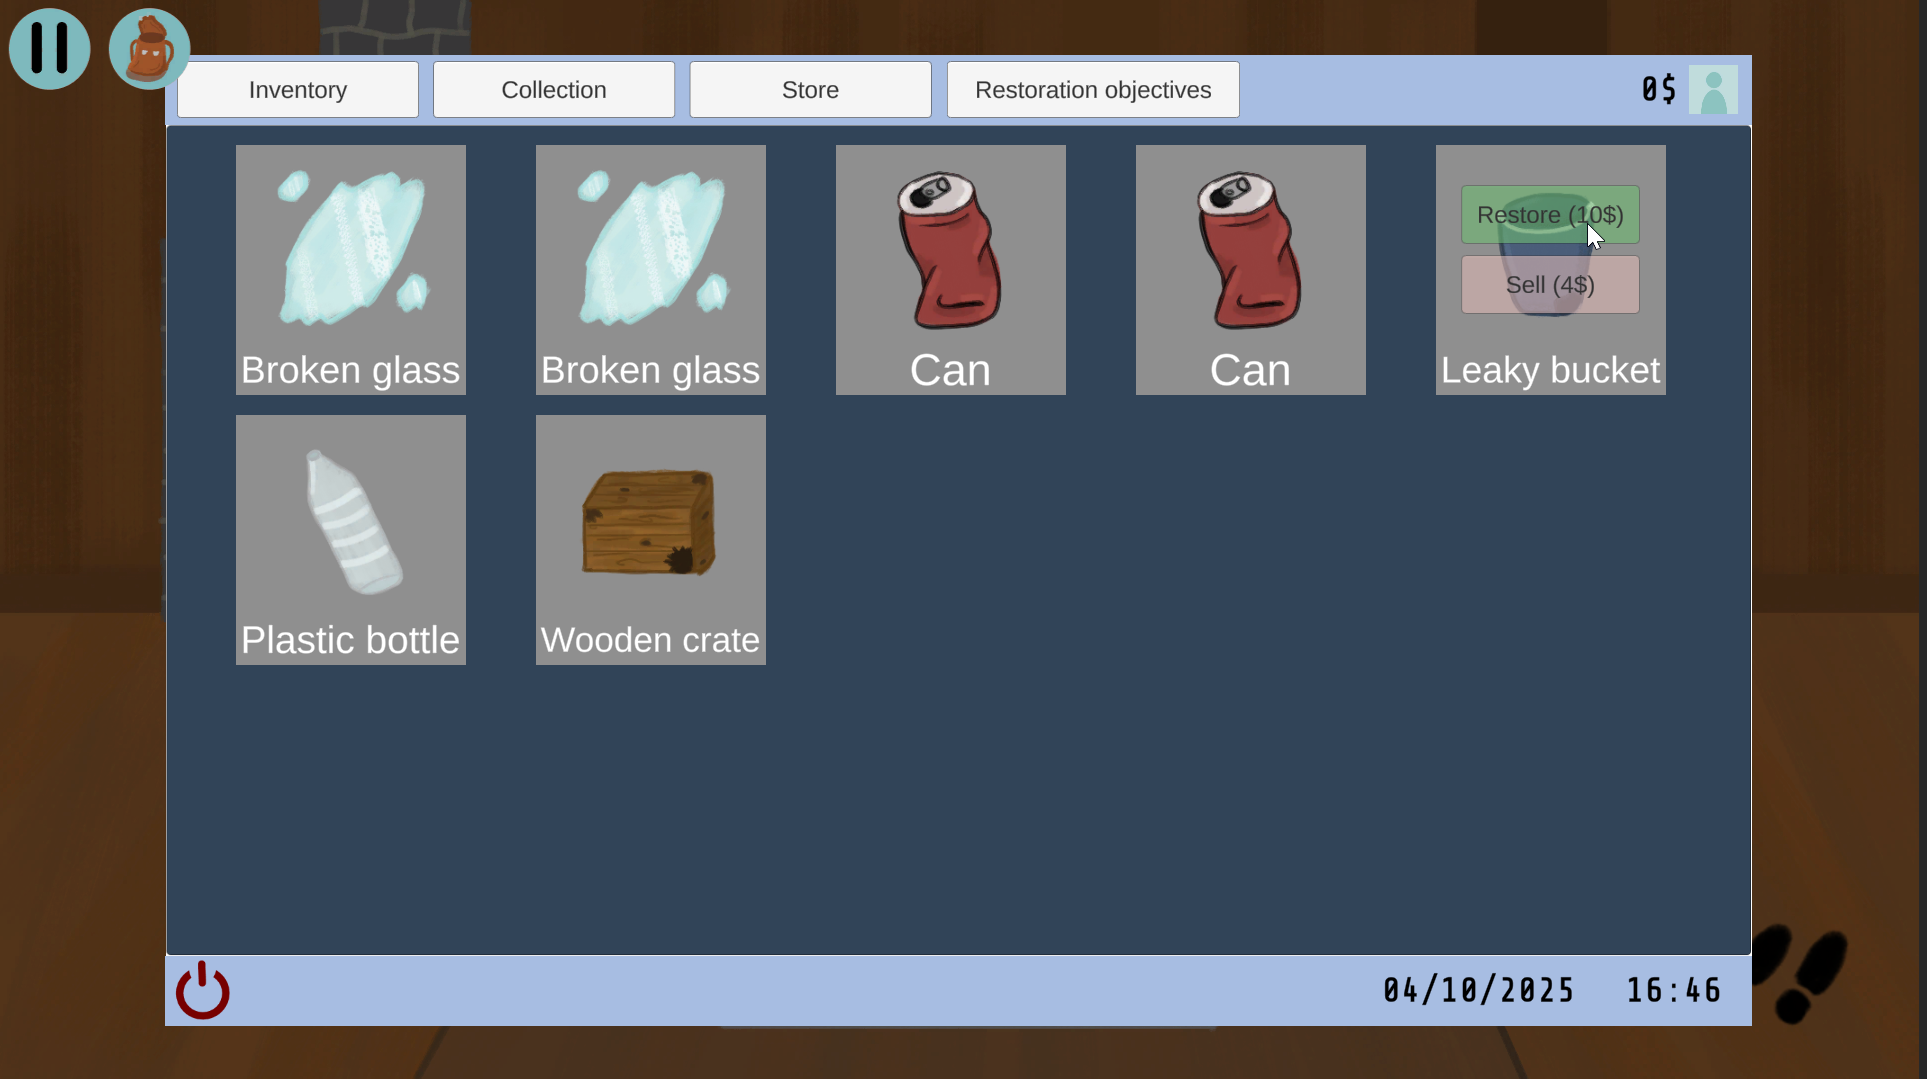 Inventory
Collection
Store
Restoration objectives
0$
Restore (10$)
Sell (4$)
Broken glass
Broken glass
Can
Can
Leaky bucket
Plastic bottle
Wooden crate
04/10/2025 16:46